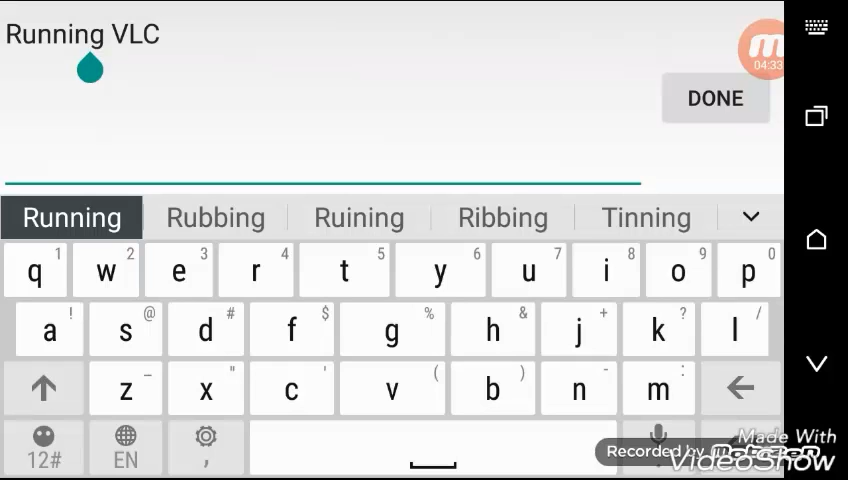 Running VLC
04:33
DONE
Running Rubbing Ruining Ribbing Tinning
q 1 w 2 e 3 r 4 t 5 y 6 u 7 i 8 o 9 p 0
a ! s @ d # f $ g % h & j + k ? l /
z _ x " c ' v ( b ) n - m :
12# EN ,
Recorded by
Made With
VideoShow